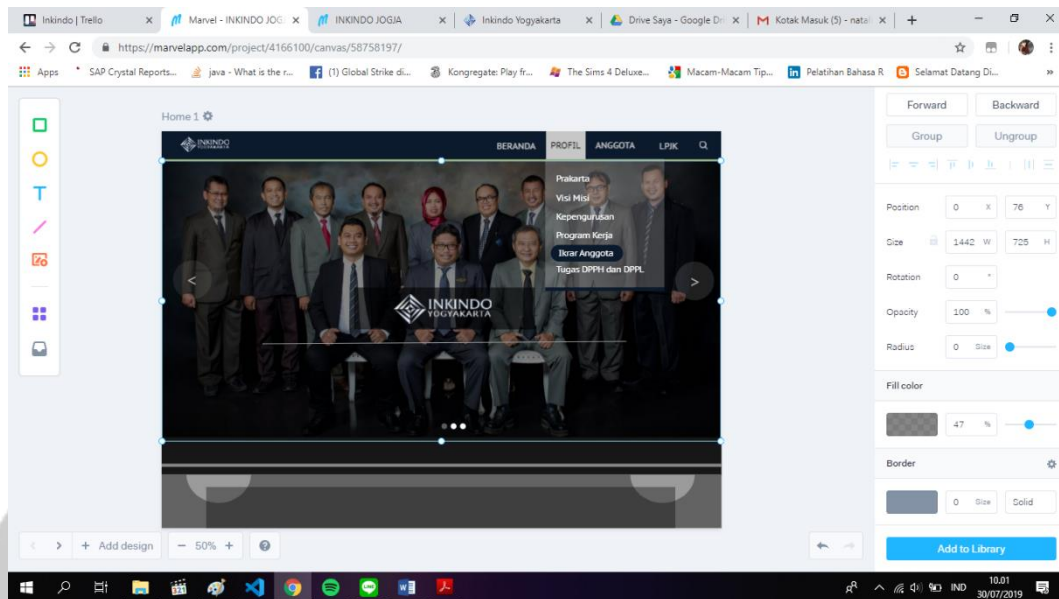 Inkindo | Trello
Marvel - INKINDO JOG
INKINDO JOGJA
Inkindo Yogyakarta
Drive Saya - Google Dri
Kotak Masuk (5) - natal
https://marvelapp.com/project/4166100/canvas/58758197/
Apps
SAP Crystal Reports...
java - What is the r...
(1) Global Strike di...
Kongregate: Play fr...
The Sims 4 Deluxe...
Macam-Macam Tip...
Pelatihan Bahasa R
Selamat Datang Di...
Home 1
INKINDO
YOGYAKARTA
BERANDA
PROFIL
ANGGOTA
LPJK
Prakarta
Visi Misi
Kepengurusan
Program Kerja
Ikrar Anggota
Tugas DPPH dan DPPL
<
>
INKINDO
YOGYAKARTA
Forward
Backward
Group
Ungroup
Position
0 X
76 Y
Size
1442 W
725 H
Rotation
0 °
Opacity
100 %
Radius
0 Size
Fill color
47 %
Border
0 Size
Solid
Add to Library
+ Add design
− 50% +
IND
10.01
30/07/2019